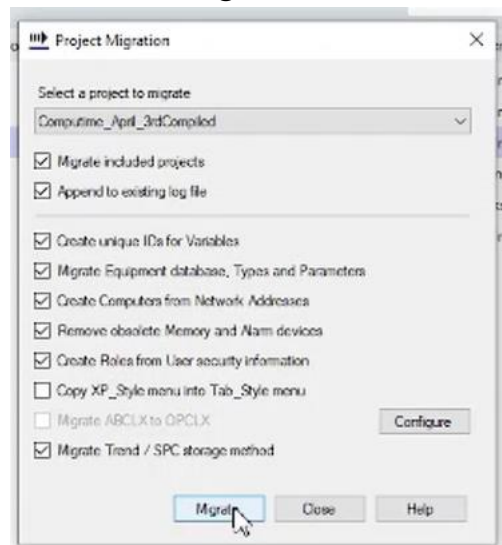 Project Migration
Select a project to migrate
Computime_April_3rdCompiled
Migrate included projects
Append to existing log file
Create unique IDs for Variables
Migrate Equipment database, Types and Parameters
Create Computers from Network Addresses
Remove obsolete Memory and Alarm devices
Create Roles from User security information
Copy XP_Style menu into Tab_Style menu
Migrate ABCLX to OPCLX
Configure
Migrate Trend / SPC storage method
Migrate
Close
Help